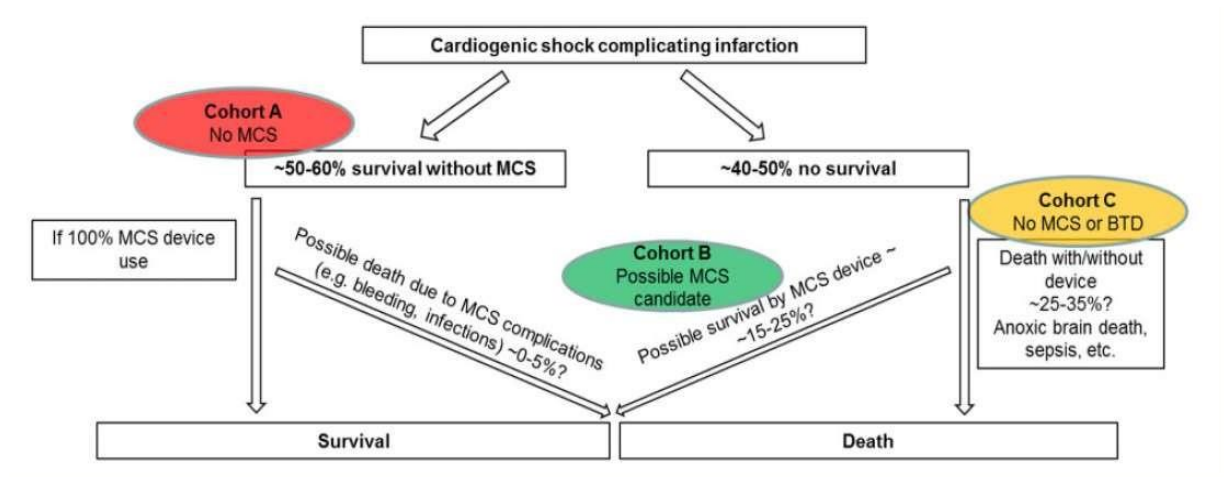 Cardiogenic shock complicating infarction
Cohort A
No MCS
~50-60% survival without MCS
~40-50% no survival
Cohort C
No MCS or BTD
If 100% MCS device
use
Possible death due to MCS complications
(e.g. bleeding, infections) ~0-5%?
Cohort B
Possible MCS
candidate
Possible survival by MCS device ~
~15-25%?
Death with/without
device
~25-35%?
Anoxic brain death,
sepsis, etc.
Survival
Death